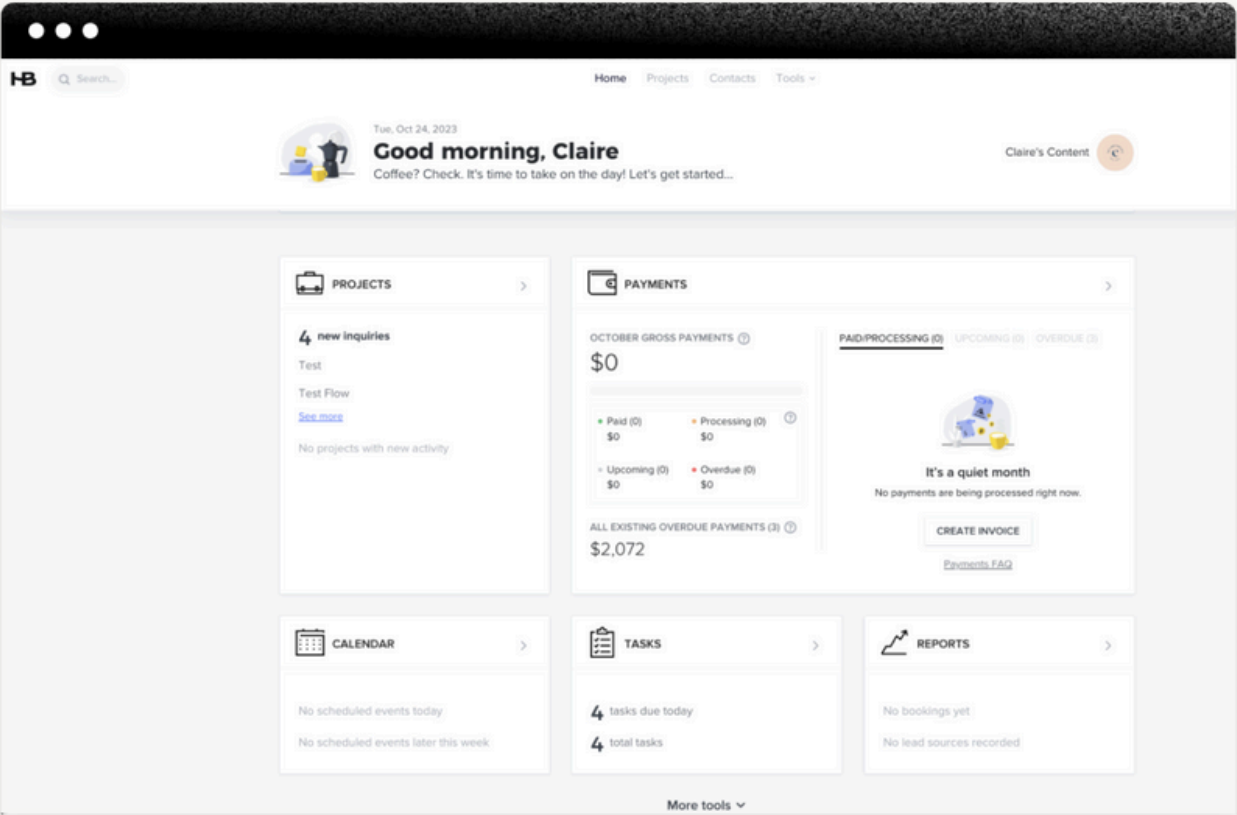 HB Search... Home Projects Contacts Tools
Tue, Oct 24, 2023
Good morning, Claire
Coffee? Check. It's time to take on the day! Let's get started...
Claire's Content
PROJECTS
4 new inquiries
Test
Test Flow
See more
No projects with new activity
PAYMENTS
OCTOBER GROSS PAYMENTS ?
$0
Paid (0)
$0
Processing (0)
$0
?
Upcoming (0)
$0
Overdue (0)
$0
ALL EXISTING OVERDUE PAYMENTS (3) ?
$2,072
PAID/PROCESSING (0) UPCOMING (0) OVERDUE (3)
It's a quiet month
No payments are being processed right now.
CREATE INVOICE
Payments FAQ
CALENDAR
No scheduled events today
No scheduled events later this week
TASKS
4 tasks due today
4 total tasks
REPORTS
No bookings yet
No lead sources recorded
More tools